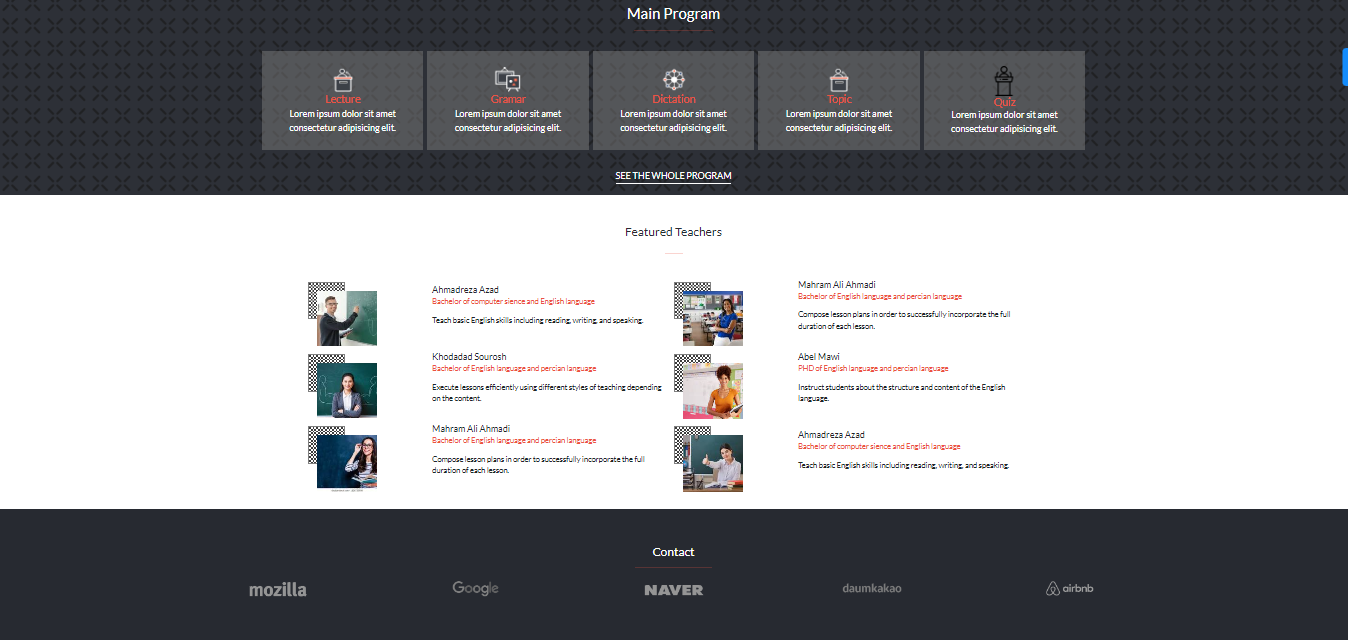 Main Program
Lecture
Lorem ipsum dolor sit amet
consectetur adipisicing elit.
Gramar
Lorem ipsum dolor sit amet
consectetur adipisicing elit.
Dictation
Lorem ipsum dolor sit amet
consectetur adipisicing elit.
Topic
Lorem ipsum dolor sit amet
consectetur adipisicing elit.
Quiz
Lorem ipsum dolor sit amet
consectetur adipisicing elit.
SEE THE WHOLE PROGRAM
Featured Teachers
Ahmadreza Azad
Bachelor of computer sience and English language
Teach basic English skills including reading, writing, and speaking.
Mahram Ali Ahmadi
Bachelor of English language and percian language
Compose lesson plans in order to successfully incorporate the full
duration of each lesson.
Khodadad Sourosh
Bachelor of English language and percian language
Execute lessons efficiently using different styles of teaching depending
on the content.
Abel Mawi
PHD of English language and percian language
Instruct students about the structure and content of the English
language.
Mahram Ali Ahmadi
Bachelor of English language and percian language
Compose lesson plans in order to successfully incorporate the full
duration of each lesson.
Ahmadreza Azad
Bachelor of computer sience and English language
Teach basic English skills including reading, writing, and speaking.
Contact
mozilla
Google
NAVER
daumkakao
airbnb